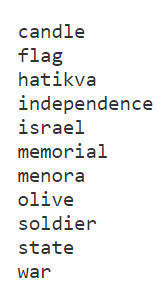 candle
flag
hatikva
independence
israel
memorial
menora
olive
soldier
state
war